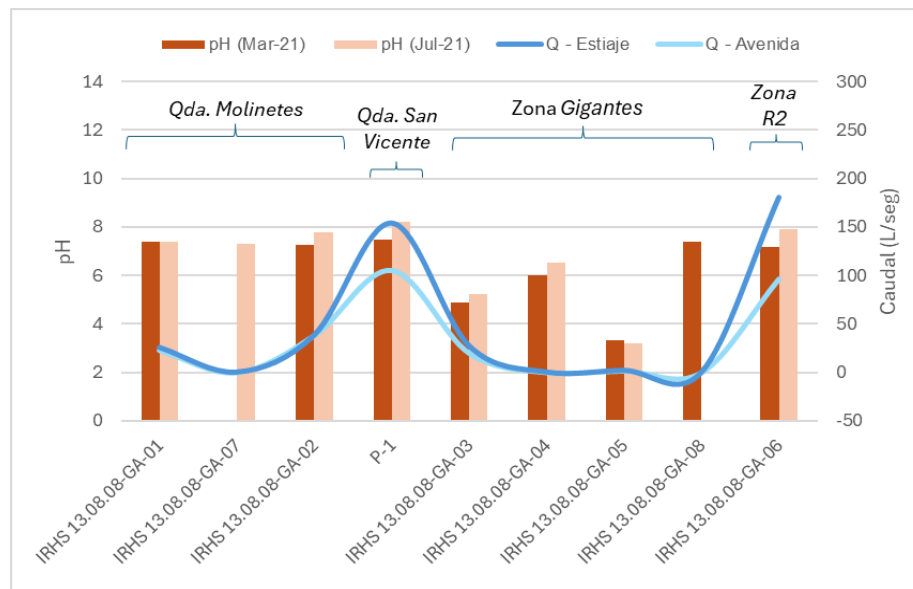 pH (Mar-21) pH (Jul-21) Q - Estiaje Q - Avenida
14
12
10
8
6
4
2
0
pH
300
250
200
150
100
50
0
-50
Caudal (L/seg)
Qda. Molinetes
Qda. San
Vicente
Zona Gigantes
Zona
R2
IRHS 13.08.08-GA-01
IRHS 13.08.08-GA-07
IRHS 13.08.08-GA-02
P-1
IRHS 13.08.08-GA-03
IRHS 13.08.08-GA-04
IRHS 13.08.08-GA-05
IRHS 13.08.08-GA-08
IRHS 13.08.08-GA-06